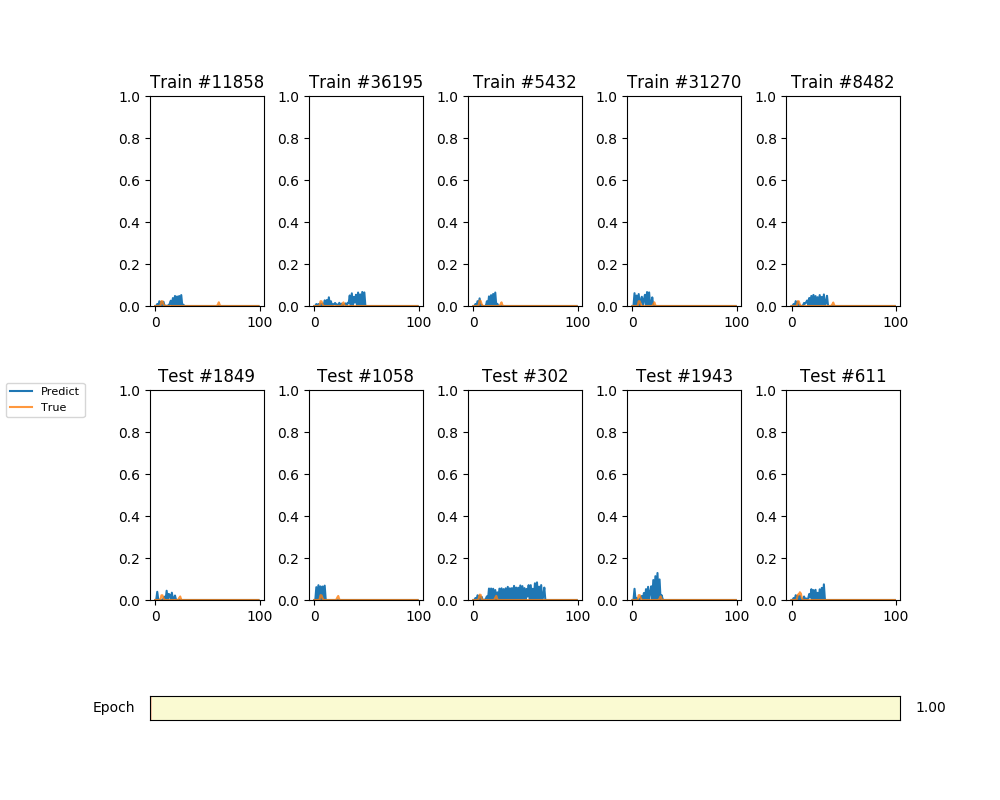 Train #11858 Train #36195 Train #5432 Train #31270 Train #8482
1.0 1.0 1.0 1.0 1.0
0.8 0.8 0.8 0.8 0.8
0.6 0.6 0.6 0.6 0.6
0.4 0.4 0.4 0.4 0.4
0.2 0.2 0.2 0.2 0.2
0.0 0.0 0.0 0.0 0.0
0 100 0 100 0 100 0 100 0 100
Test #1849 Test #1058 Test #302 Test #1943 Test #611
Predict
True
1.0 1.0 1.0 1.0 1.0
0.8 0.8 0.8 0.8 0.8
0.6 0.6 0.6 0.6 0.6
0.4 0.4 0.4 0.4 0.4
0.2 0.2 0.2 0.2 0.2
0.0 0.0 0.0 0.0 0.0
0 100 0 100 0 100 0 100 0 100
Epoch 1.00